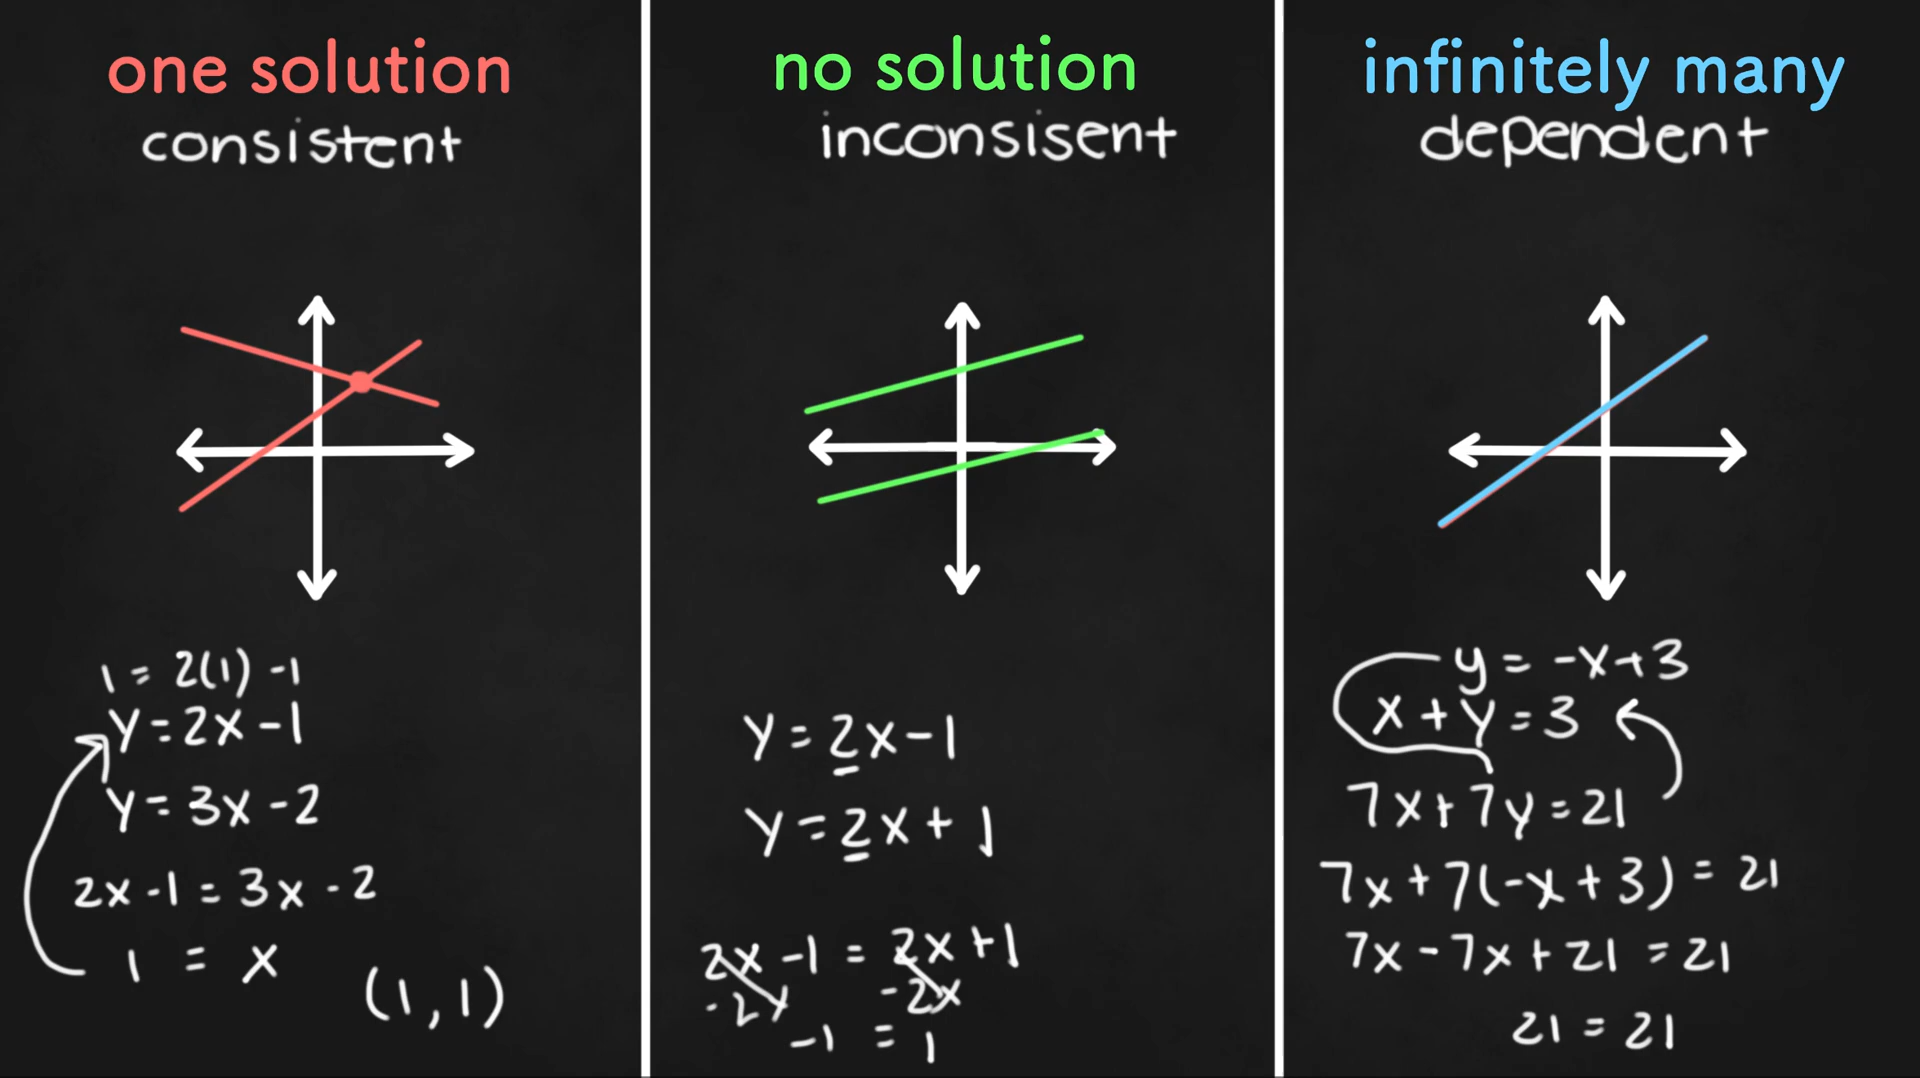 one solution
consistent
1 = 2(1) -1
y = 2x -1
y = 3x -2
2x -1 = 3x -2
1 = x
(1,1)
no solution
inconsisent
y = 2x -1
y = 2x + 1
2x -1 = 2x +1
-2x -2x
-1 = 1
infinitely many
dependent
y = -x+3
x + y = 3
7x+7y = 21
7x + 7(-x + 3) = 21
7x - 7x + 21 = 21
21 = 21